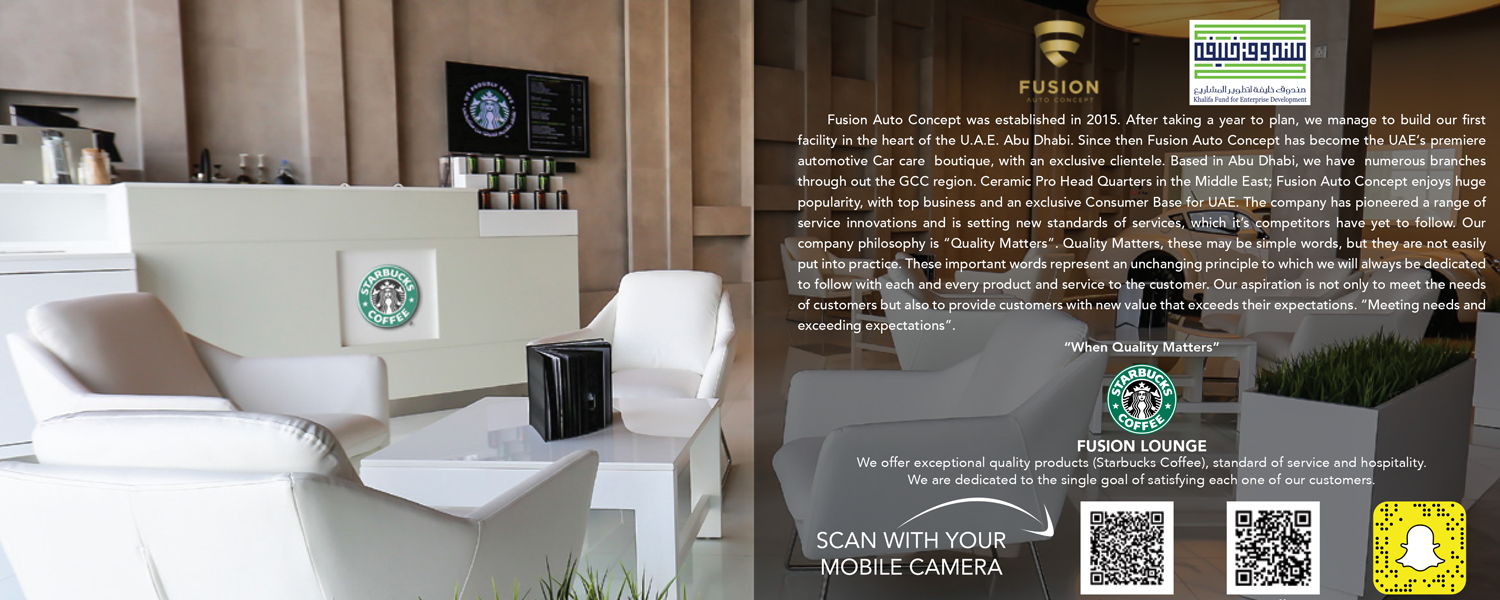 WE PROUDLY SERVE
STARBUCKS
COFFEE
FUSION
AUTO CONCEPT
صندوق خليفة
صندوق خليفة لتطوير المشاريع
Khalifa Fund for Enterprise Development
Fusion Auto Concept was established in 2015. After taking a year to plan, we manage to build our first
facility in the heart of the U.A.E. Abu Dhabi. Since then Fusion Auto Concept has become the UAE's premiere
automotive Car care boutique, with an exclusive clientele. Based in Abu Dhabi, we have numerous branches
through out the GCC region. Ceramic Pro Head Quarters in the Middle East; Fusion Auto Concept enjoys huge
popularity, with top business and an exclusive Consumer Base for UAE. The company has pioneered a range of
service innovations and is setting new standards of services, which it's competitors have yet to follow. Our
company philosophy is "Quality Matters". Quality Matters, these may be simple words, but they are not easily
put into practice. These important words represent an unchanging principle to which we will always be dedicated
to follow with each and every product and service to the customer. Our aspiration is not only to meet the needs
of customers but also to provide customers with new value that exceeds their expectations. "Meeting needs and
exceeding expectations".
"When Quality Matters"
STARBUCKS
COFFEE
FUSION LOUNGE
We offer exceptional quality products (Starbucks Coffee), standard of service and hospitality.
We are dedicated to the single goal of satisfying each one of our customers.
SCAN WITH YOUR
MOBILE CAMERA